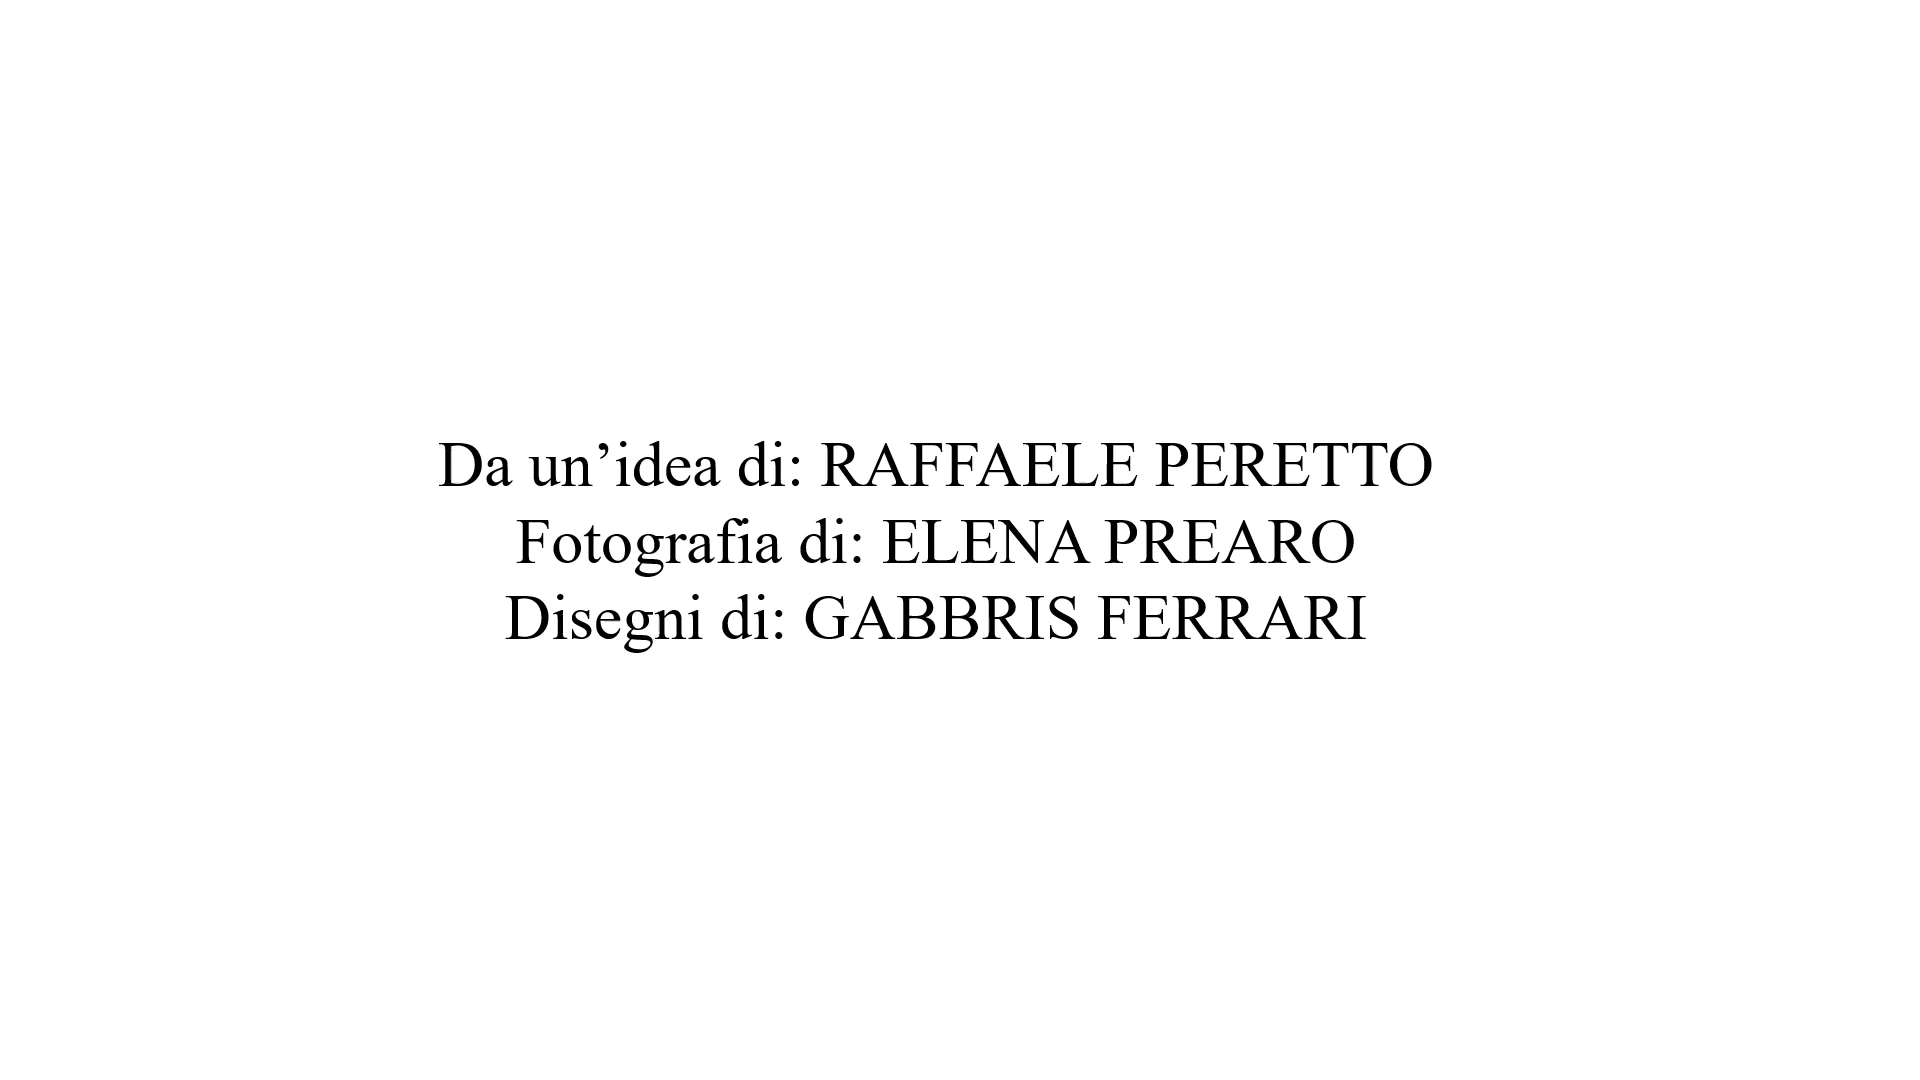 Da un’idea di: RAFFAELE PERETTO
Fotografia di: ELENA PREARO
Disegni di: GABBRIS FERRARI